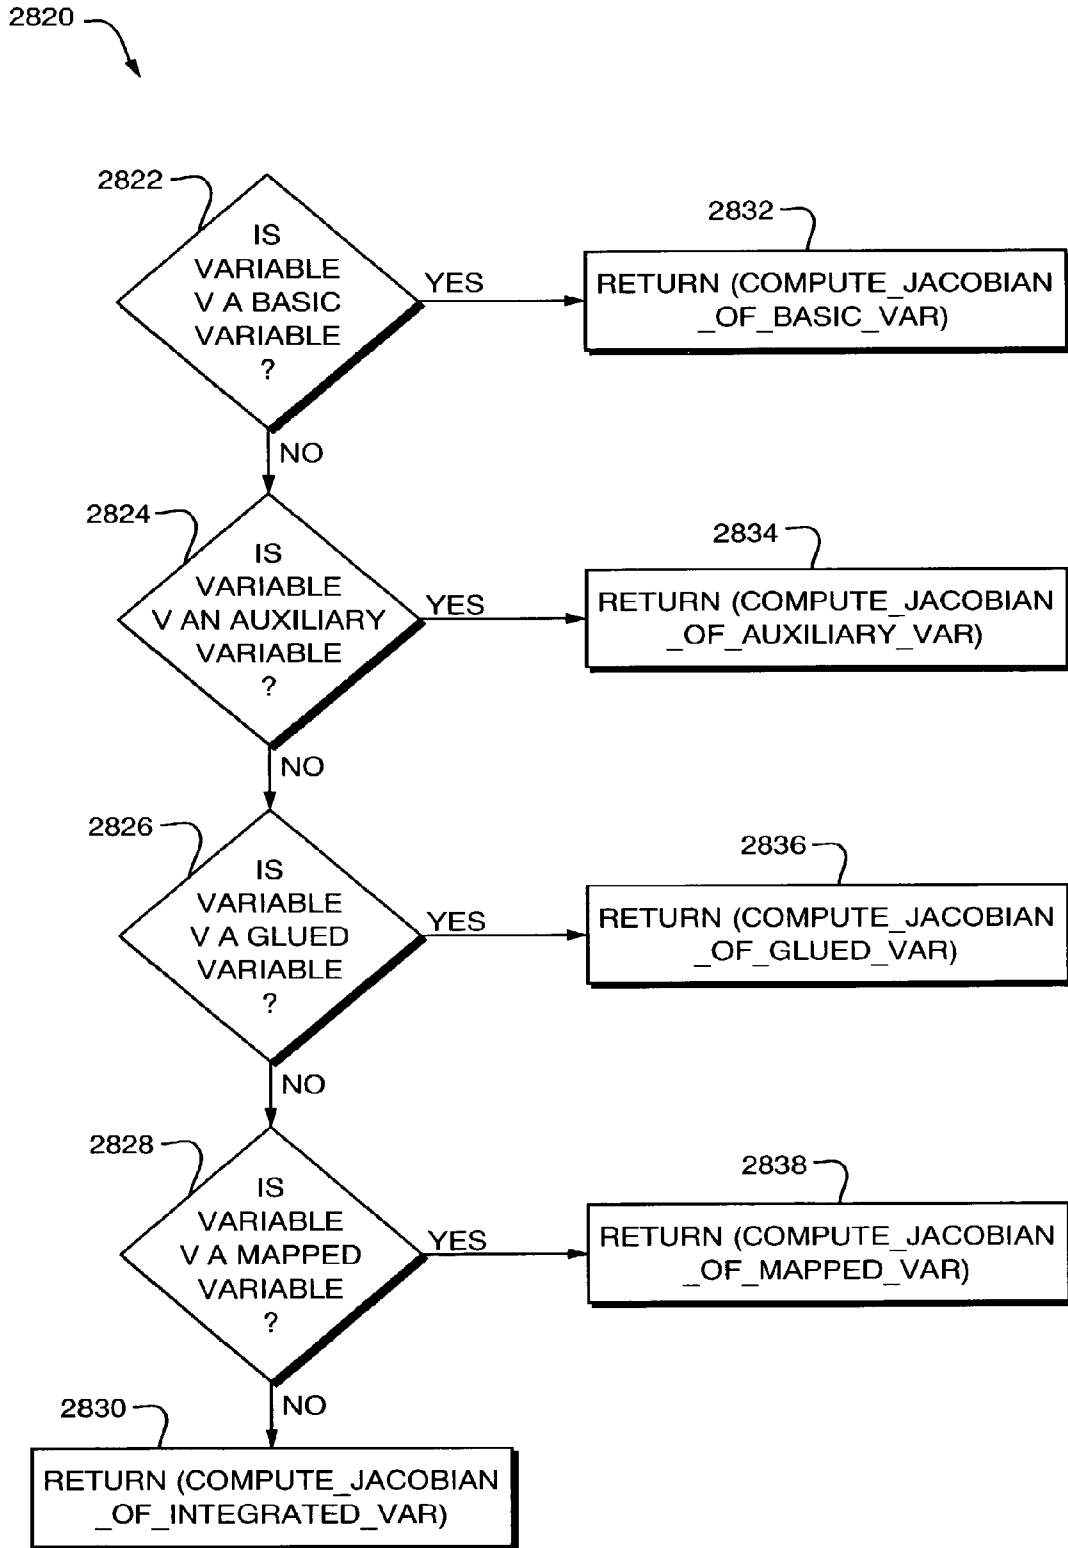 2820
2822
IS
VARIABLE
V A BASIC
VARIABLE
?
YES
2832
RETURN (COMPUTE_JACOBIAN
_OF_BASIC_VAR)
NO
2824
IS
VARIABLE
V AN AUXILIARY
VARIABLE
?
YES
2834
RETURN (COMPUTE_JACOBIAN
_OF_AUXILIARY_VAR)
NO
2826
IS
VARIABLE
V A GLUED
VARIABLE
?
YES
2836
RETURN (COMPUTE_JACOBIAN
_OF_GLUED_VAR)
NO
2828
IS
VARIABLE
V A MAPPED
VARIABLE
?
YES
2838
RETURN (COMPUTE_JACOBIAN
_OF_MAPPED_VAR)
NO
2830
RETURN (COMPUTE_JACOBIAN
_OF_INTEGRATED_VAR)